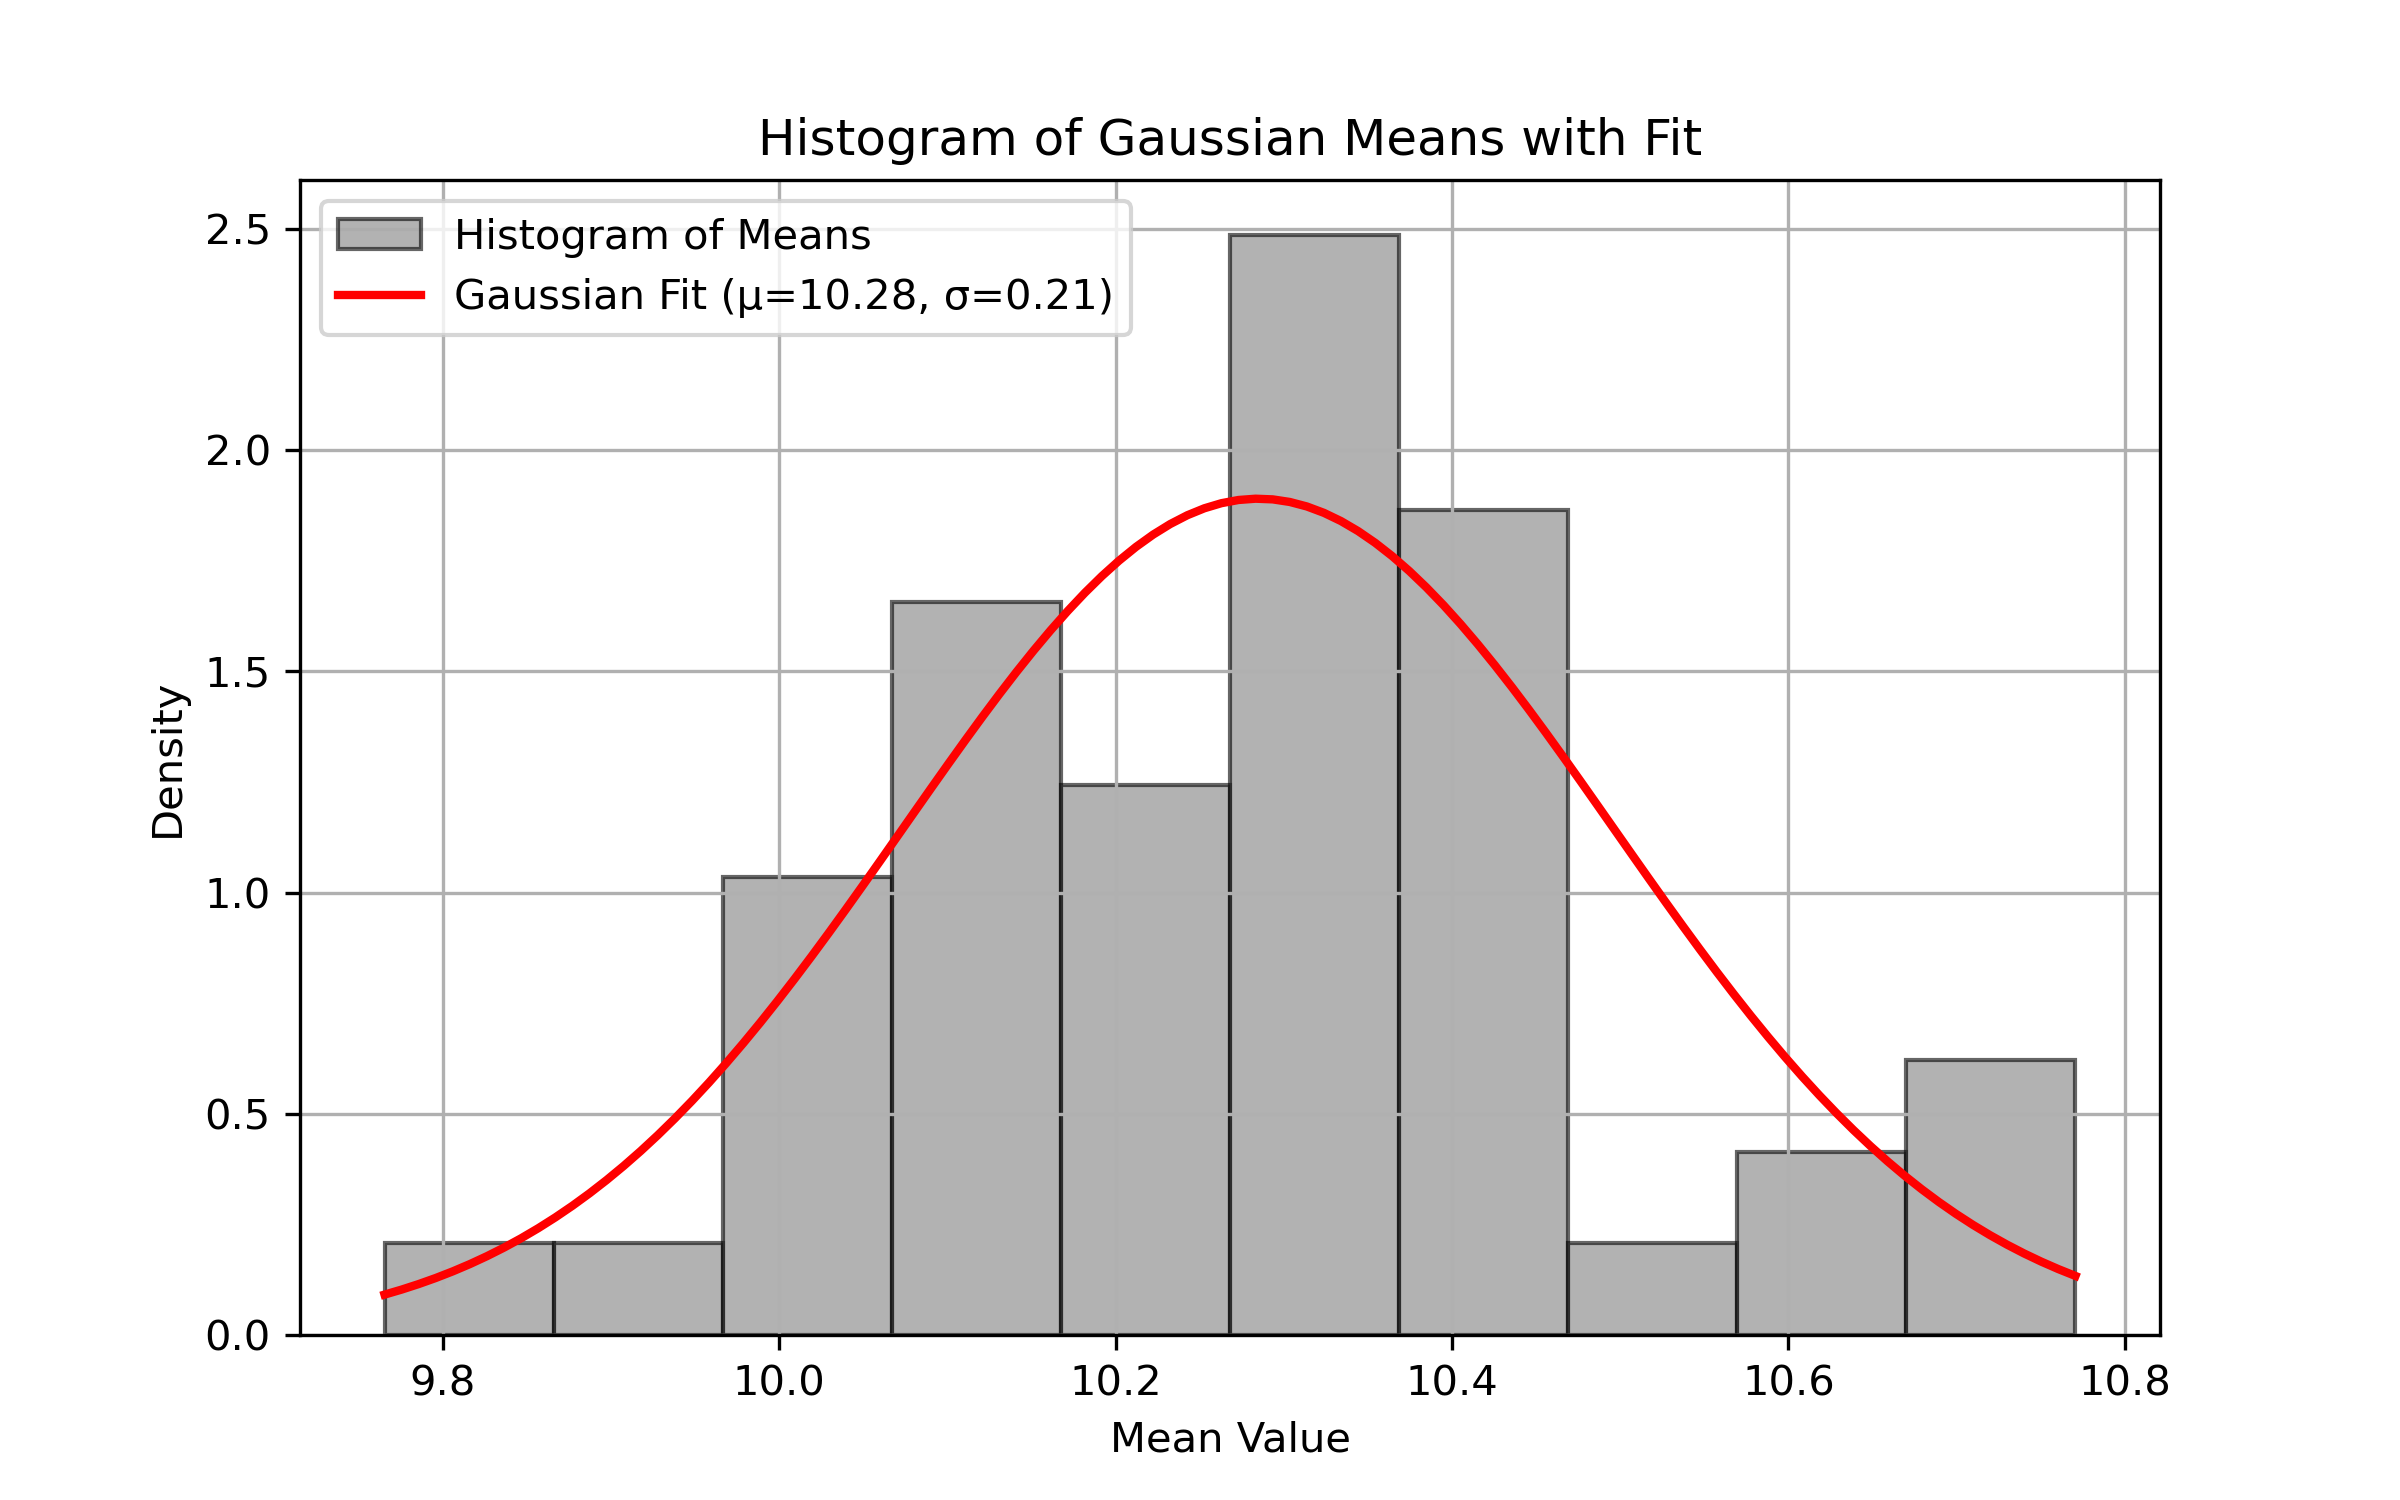 Histogram of Gaussian Means with Fit
Histogram of Means
Gaussian Fit (μ=10.28, σ=0.21)
Density
2.5
2.0
1.5
1.0
0.5
0.0
9.8 10.0 10.2 10.4 10.6 10.8
Mean Value